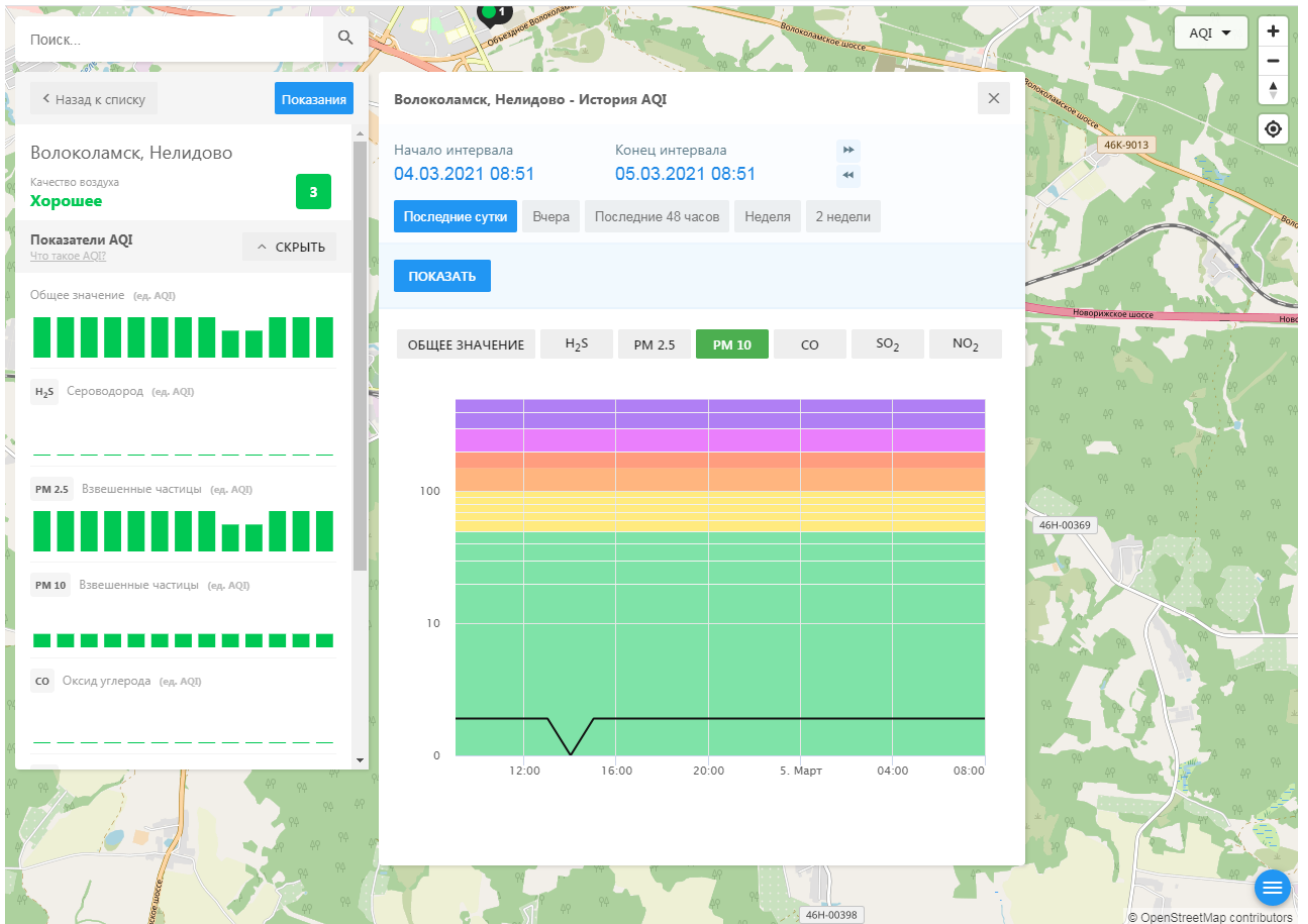 1
Объездное Волоколамск
Волоколамское шоссе
Поиск...
AQI
Назад к списку
Показания
Волоколамск, Нелидово - История AQI
Волоколамск, Нелидово
Качество воздуха
Хорошее
3
Начало интервала
Конец интервала
04.03.2021 08:51
05.03.2021 08:51
Последние сутки
Вчера
Последние 48 часов
Неделя
2 недели
Показатели AQI
Что такое AQI?
СКРЫТЬ
ПОКАЗАТЬ
Общее значение (ед. AQI)
ОБЩЕЕ ЗНАЧЕНИЕ
H2S
PM 2.5
PM 10
CO
SO2
NO2
H2S Сероводород (ед. AQI)
PM 2.5 Взвешенные частицы (ед. AQI)
PM 10 Взвешенные частицы (ед. AQI)
CO Оксид углерода (ед. AQI)
100
10
0
12:00
16:00
20:00
5. Март
04:00
08:00
Волоколамское шоссе
46К-9013
Новорижское шоссе
46Н-00369
46Н-00398
© OpenStreetMap contributors